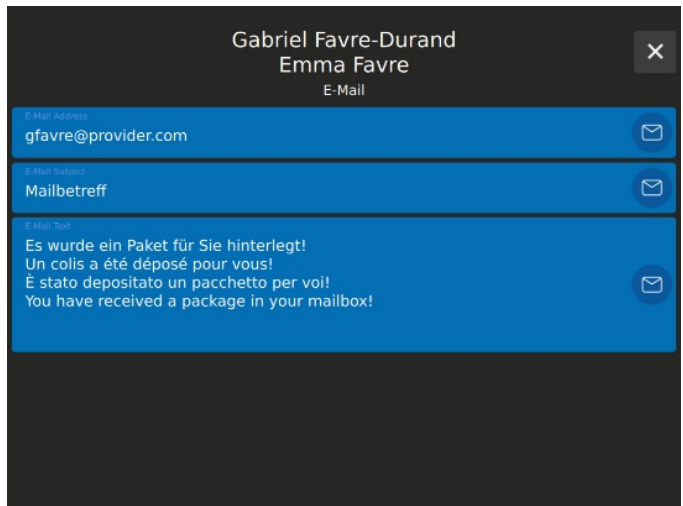 Gabriel Favre-Durand
Emma Favre
E-Mail
E-Mail Address
gfavre@provider.com
E-Mail Subject
Mailbetreff
E-Mail Text
Es wurde ein Paket für Sie hinterlegt!
Un colis a été déposé pour vous!
È stato depositato un pacchetto per voi!
You have received a package in your mailbox!